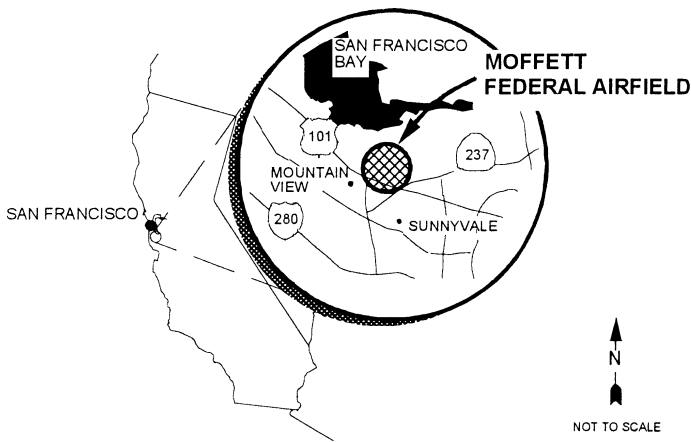 SAN FRANCISCO
BAY
MOFFETT
FEDERAL AIRFIELD
101
237
MOUNTAIN
VIEW
280
SUNNYVALE
SAN FRANCISCO
N
NOT TO SCALE